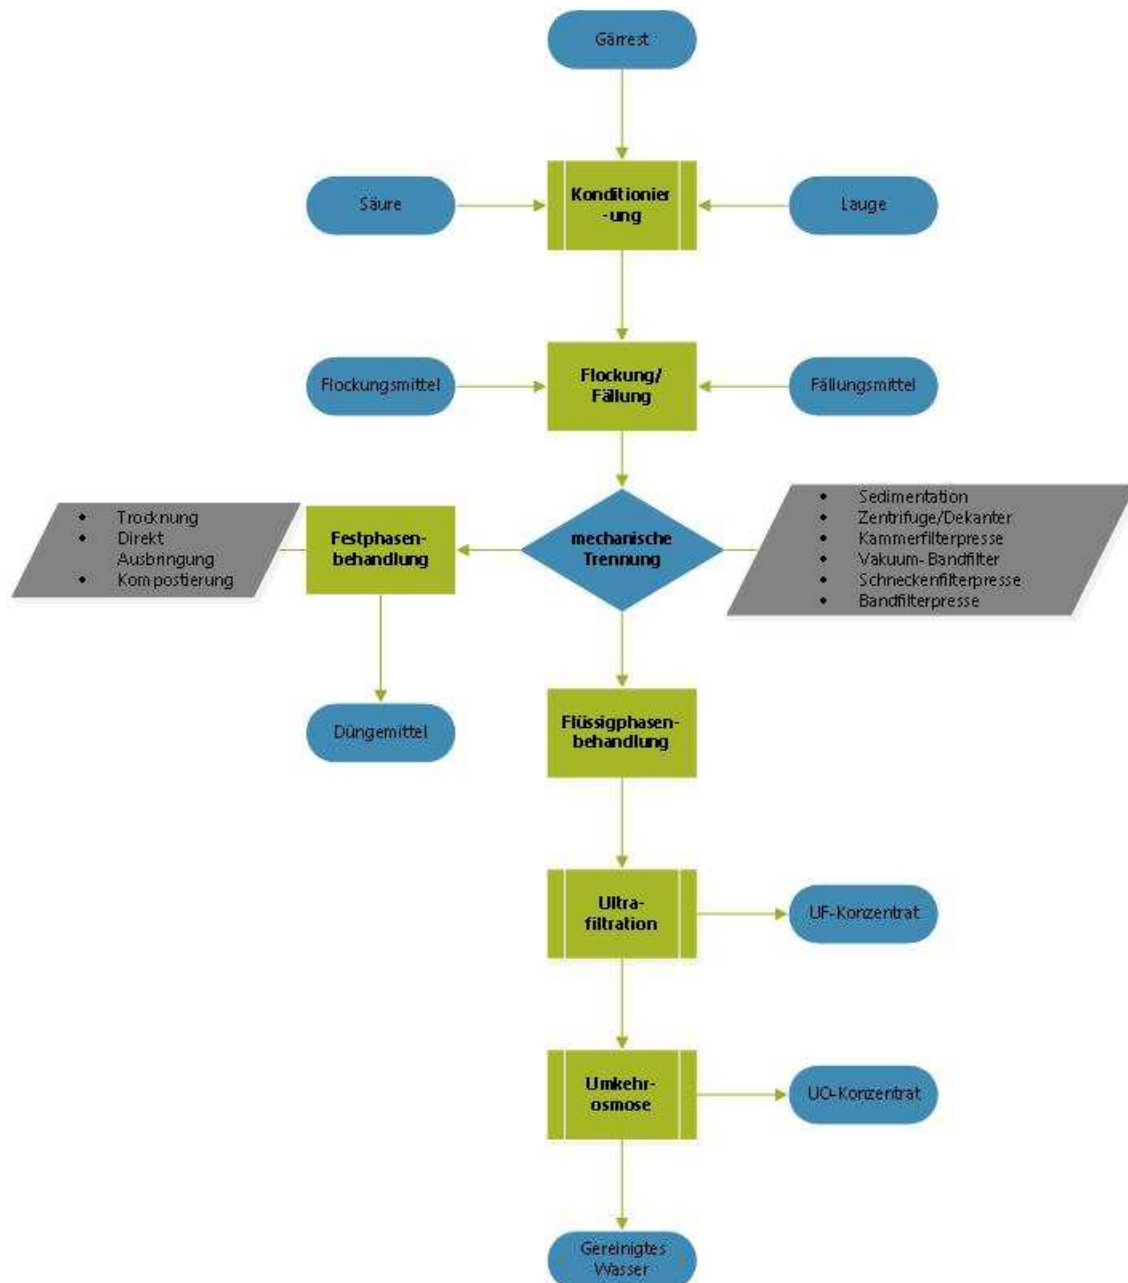 Gärrest
Säure
Konditionier
-ung
Lauge
Flockungsmittel
Flockung/
Fällung
Fällungsmittel
• Trocknung
• Direkt
Ausbringung
• Kompostierung
Festphasen-
behandlung
mechanische
Trennung
• Sedimentation
• Zentrifuge/Dekanter
• Kammerfilterpresse
• Vakuum-Bandfilter
• Schneckenfilterpresse
• Bandfilterpresse
Düngemittel
Flüssigphasen-
behandlung
Ultra-
filtration
UF-Konzentrat
Umkehr-
osmose
UO-Konzentrat
Gereinigtes
Wasser